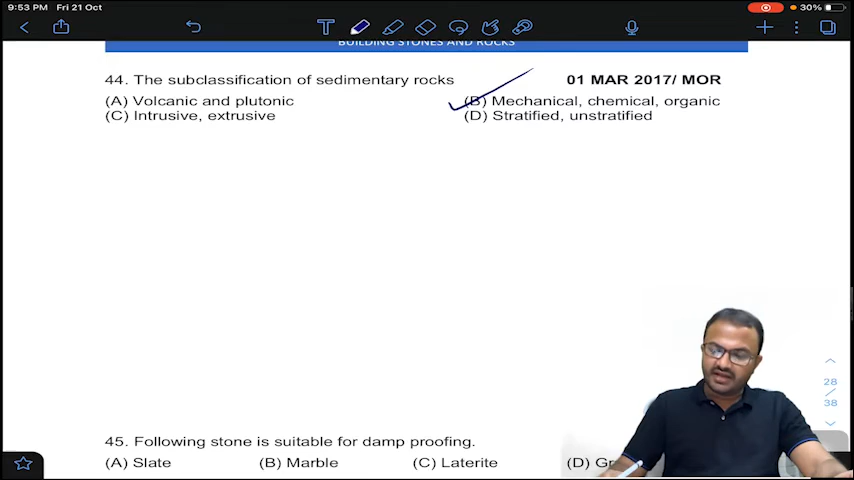 9:53 PM Fri 21 Oct 30%
BUILDING STONES AND ROCKS
44. The subclassification of sedimentary rocks 01 MAR 2017/ MOR
(A) Volcanic and plutonic (B) Mechanical, chemical, organic
(C) Intrusive, extrusive (D) Stratified, unstratified
28
/
38
45. Following stone is suitable for damp proofing.
(A) Slate (B) Marble (C) Laterite (D)